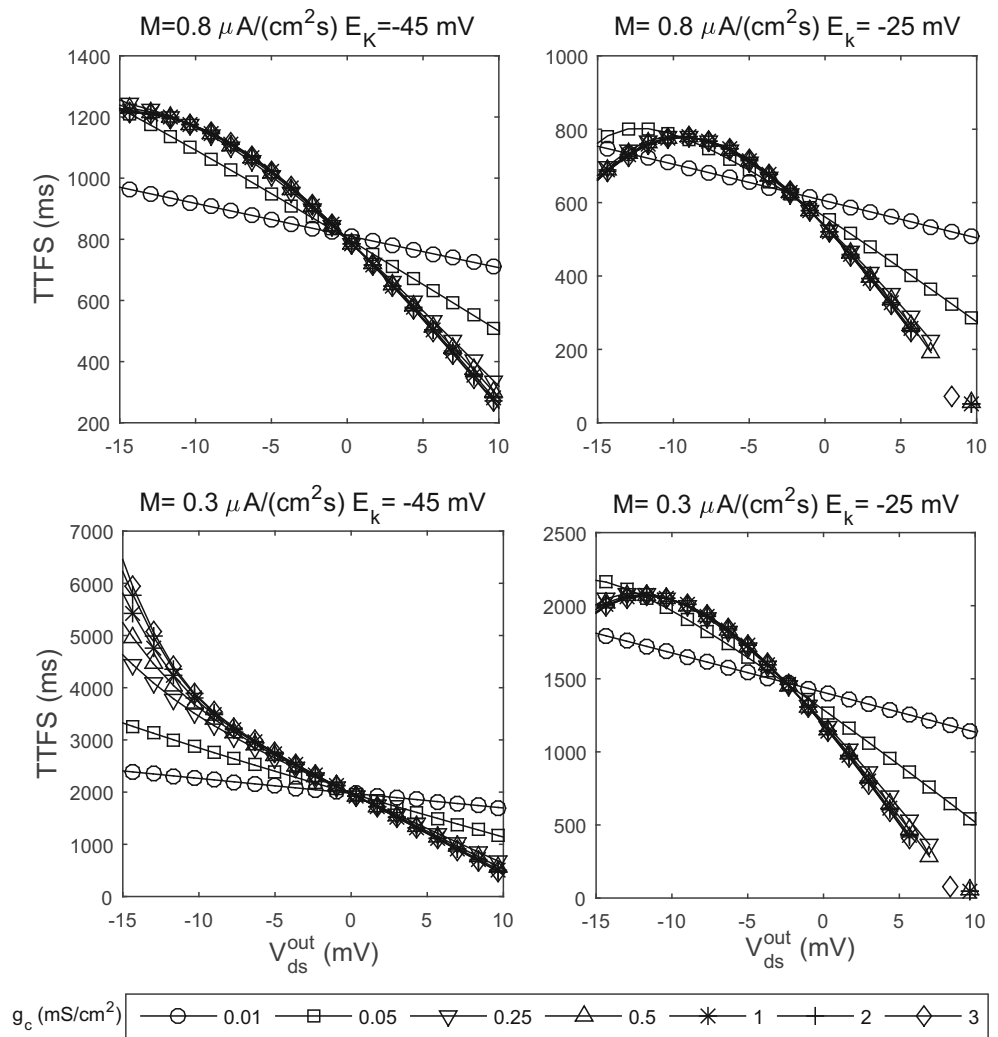 M=0.8 μA/(cm²s) E_K=-45 mV
M= 0.8 μA/(cm²s) E_k= -25 mV
TTFS (ms)
1400
1200
1000
800
600
400
200
-15 -10 -5 0 5 10
1000
800
600
400
200
0
-15 -10 -5 0 5 10
M= 0.3 μA/(cm²s) E_k= -45 mV
M= 0.3 μA/(cm²s) E_k= -25 mV
TTFS (ms)
7000
6000
5000
4000
3000
2000
1000
0
-15 -10 -5 0 5 10
V_ds^out (mV)
2500
2000
1500
1000
500
0
-15 -10 -5 0 5 10
V_ds^out (mV)
g_c (mS/cm²) 0.01 0.05 0.25 0.5 1 2 3